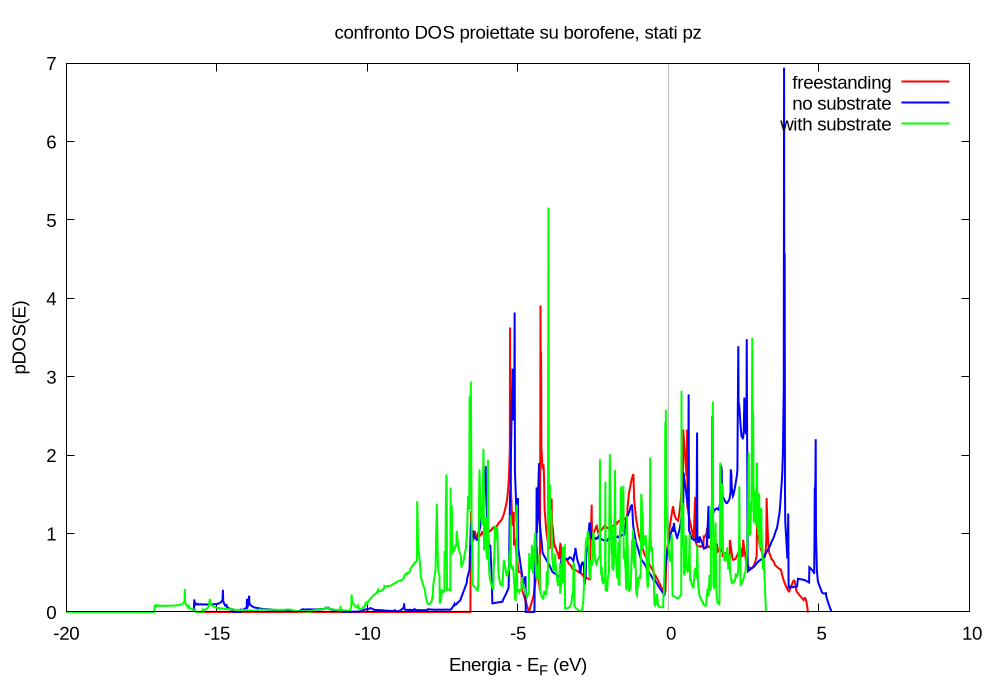 confronto DOS proiettate su borofene, stati pz
7
freestanding
no substrate
with substrate
6
5
4
pDOS(E)
3
2
1
0
-20 -15 -10 -5 0 5 10
Energia - E_F (eV)